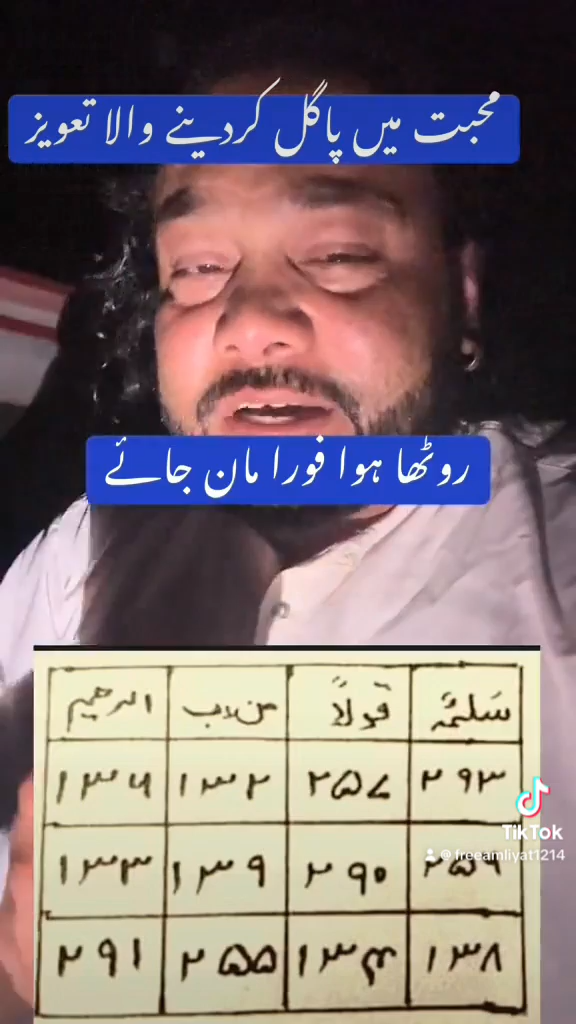 محبت میں پاگل کردینے والا تعویز
روٹھا ہوا فورا مان جائے
سَلٰمٌ قولاً من رب الرحیم
۲۹۳ ۲۵۷ ۱۳۲ ۱۳۶
۲۵۶ ۲۹۰ ۱۳۹ ۱۳۳
۱۳۸ ۱۳۴ ۲۵۵ ۲۹۱
TikTok
@freeamliyat1214